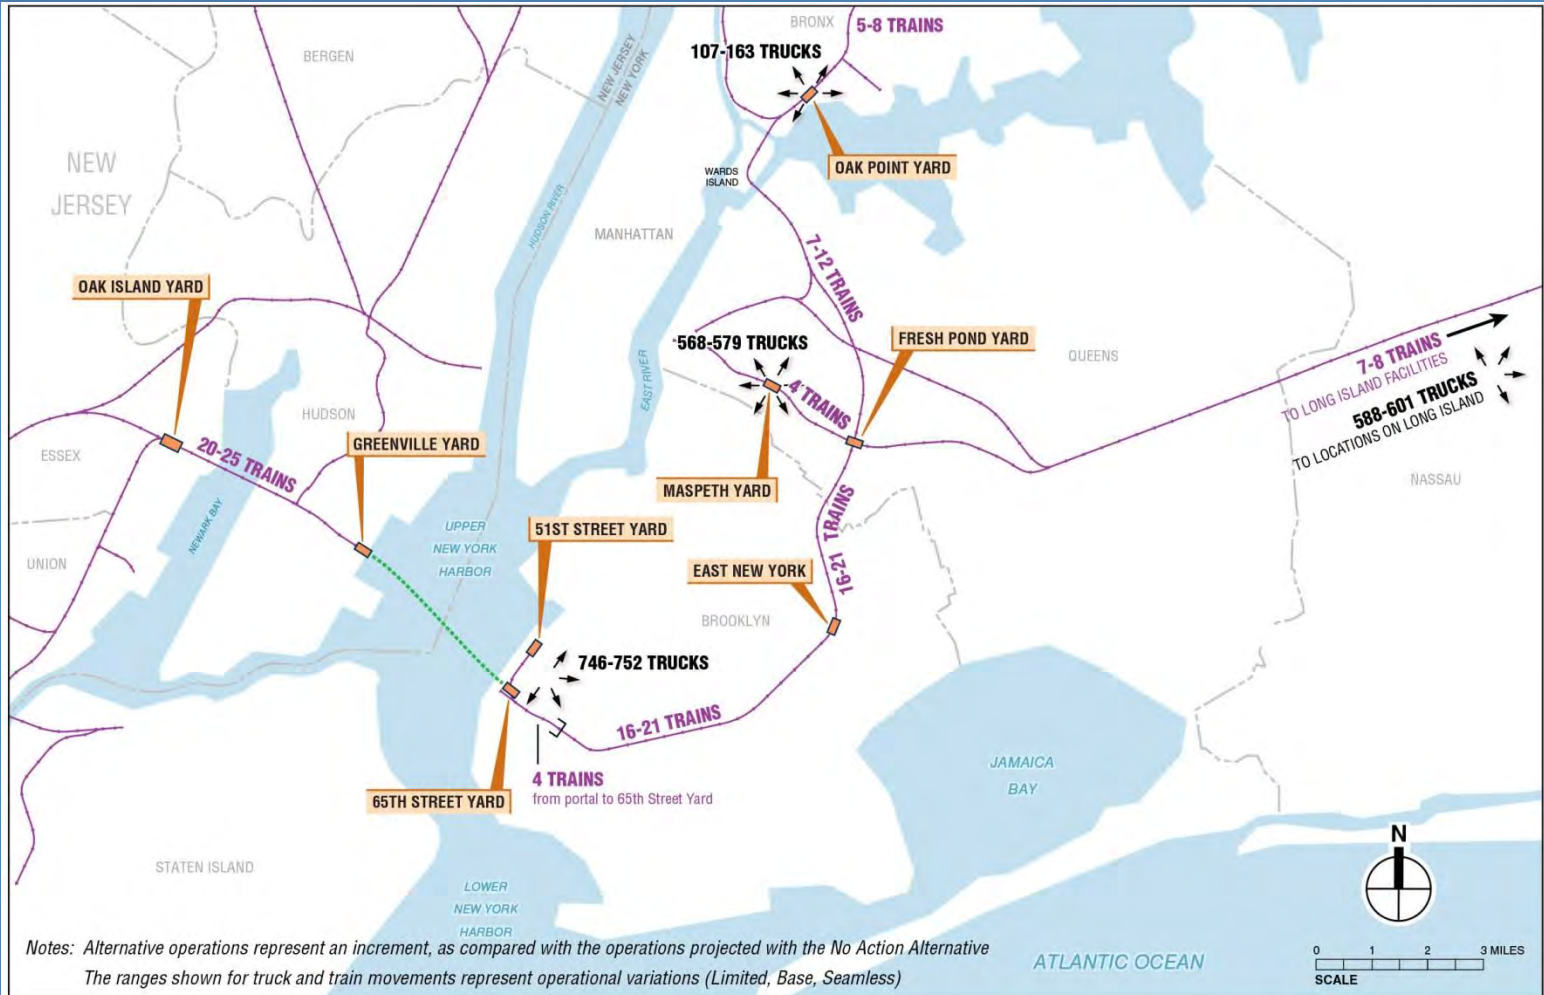 BRONX
5-8 TRAINS
107-163 TRUCKS
BERGEN
NEW JERSEY
NEW YORK
NEW
JERSEY
OAK POINT YARD
WARDS
ISLAND
HUDSON RIVER
MANHATTAN
7-12 TRAINS
OAK ISLAND YARD
568-579 TRUCKS
FRESH POND YARD
QUEENS
EAST RIVER
4 TRAINS
7-8 TRAINS
TO LONG ISLAND FACILITIES
588-601 TRUCKS
TO LOCATIONS ON LONG ISLAND
HUDSON
GREENVILLE YARD
ESSEX
20-25 TRAINS
MASPETH YARD
NASSAU
NEWARK BAY
UPPER
NEW YORK
HARBOR
51ST STREET YARD
16-21 TRAINS
UNION
EAST NEW YORK
BROOKLYN
746-752 TRUCKS
16-21 TRAINS
4 TRAINS
from portal to 65th Street Yard
65TH STREET YARD
JAMAICA
BAY
STATEN ISLAND
LOWER
NEW YORK
HARBOR
N
ATLANTIC OCEAN
0 1 2 3 MILES
SCALE
Notes: Alternative operations represent an increment, as compared with the operations projected with the No Action Alternative
The ranges shown for truck and train movements represent operational variations (Limited, Base, Seamless)